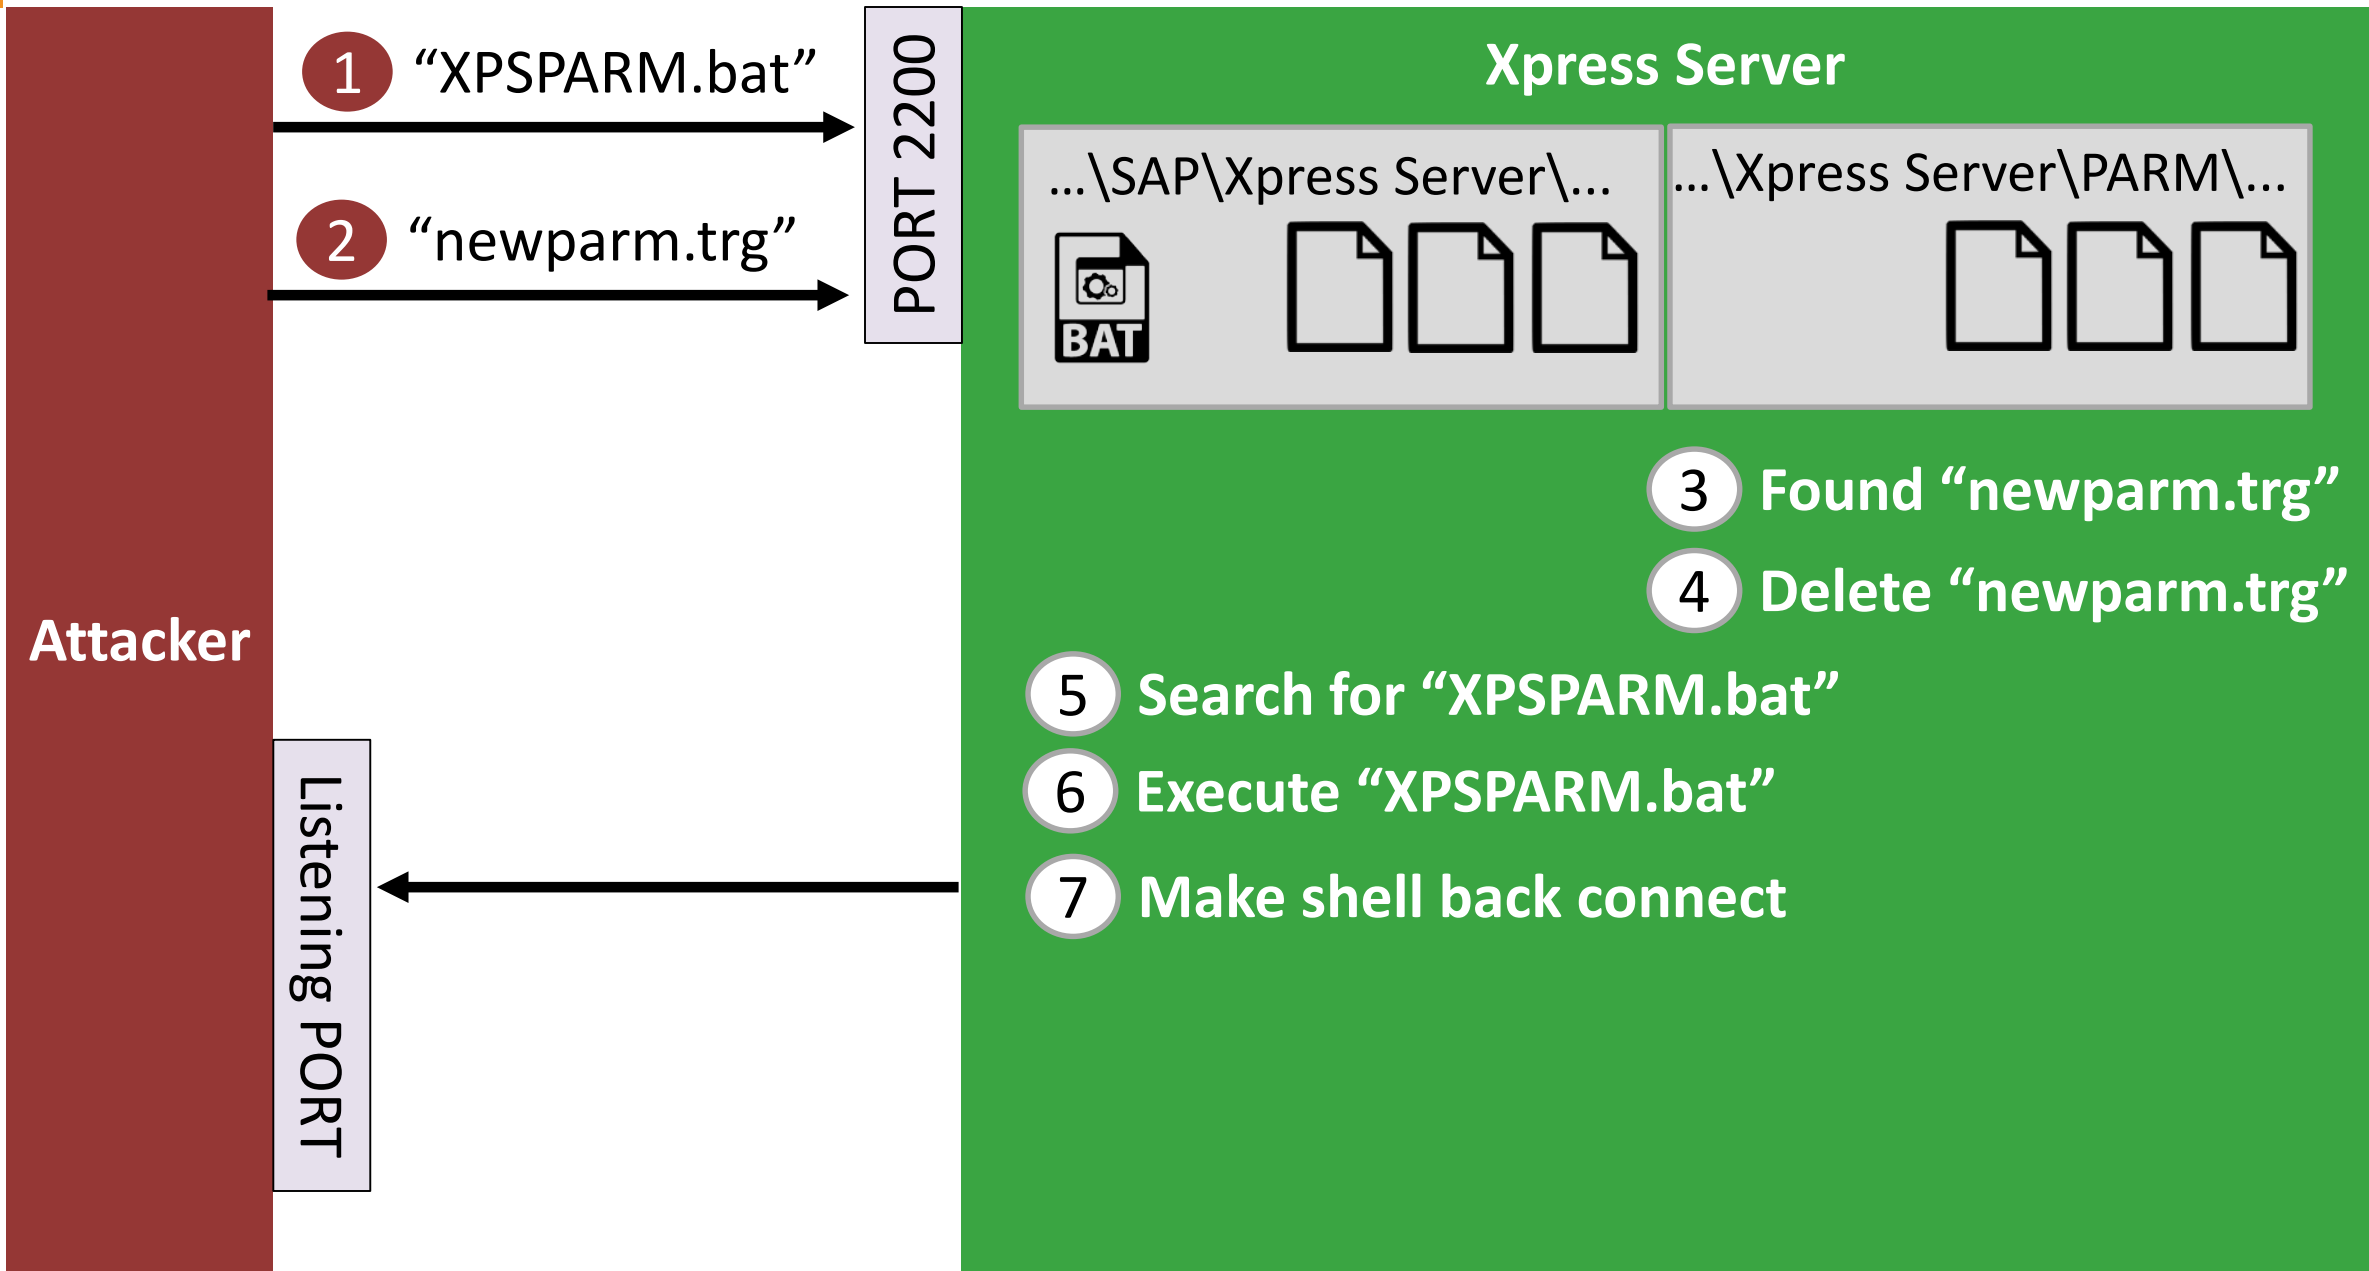 1 “XPSPARM.bat”
2 “newparm.trg”
PORT 2200
Attacker
Listening PORT
Xpress Server
...\SAP\Xpress Server\...
BAT
...\Xpress Server\PARM\...
3 Found “newparm.trg”
4 Delete “newparm.trg”
5 Search for “XPSPARM.bat”
6 Execute “XPSPARM.bat”
7 Make shell back connect